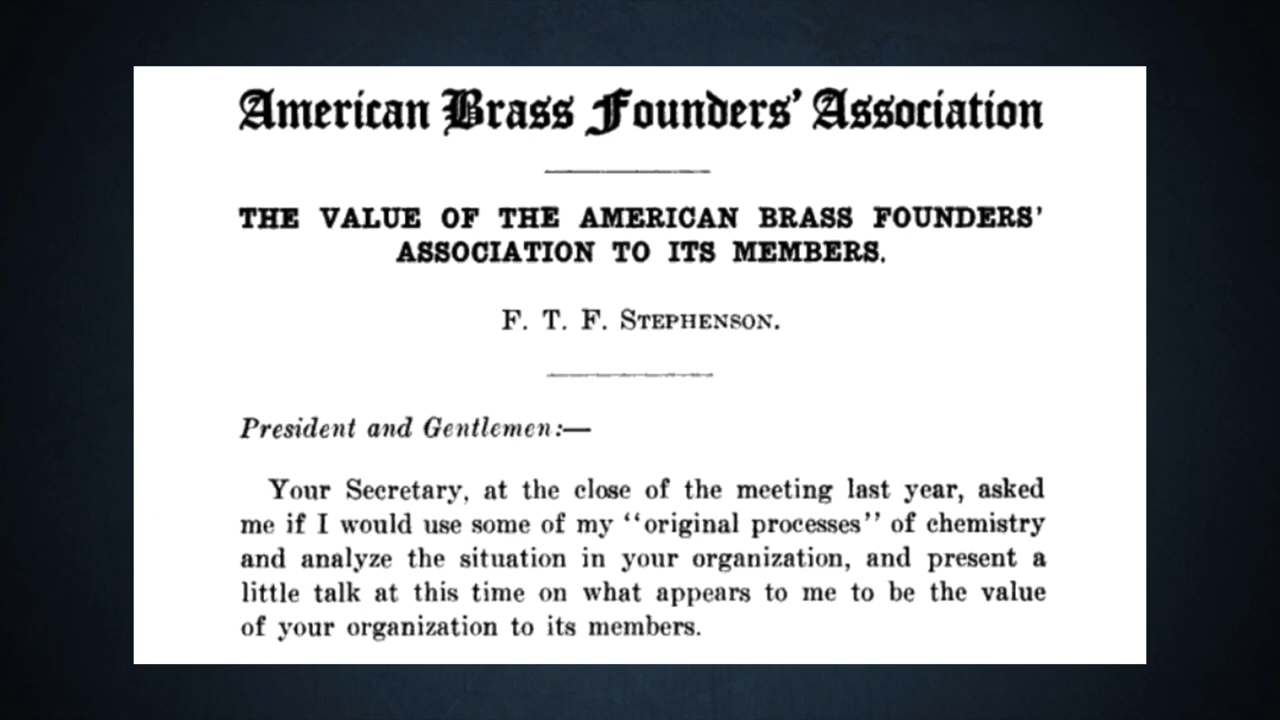 American Brass Founders' Association
THE VALUE OF THE AMERICAN BRASS FOUNDERS'
ASSOCIATION TO ITS MEMBERS.
F. T. F. STEPHENSON.
President and Gentlemen:—
Your Secretary, at the close of the meeting last year, asked
me if I would use some of my "original processes" of chemistry
and analyze the situation in your organization, and present a
little talk at this time on what appears to me to be the value
of your organization to its members.